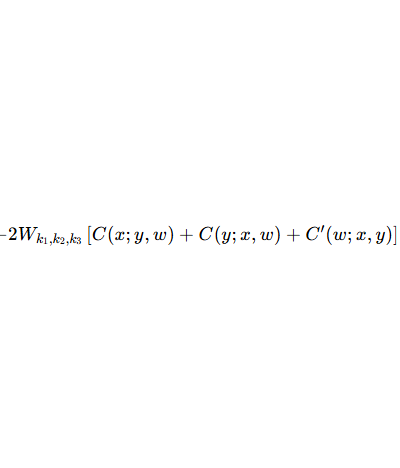 −2W_{k_1,k_2,k_3} [C(x; y, w) + C(y; x, w) + C′(w; x, y)]